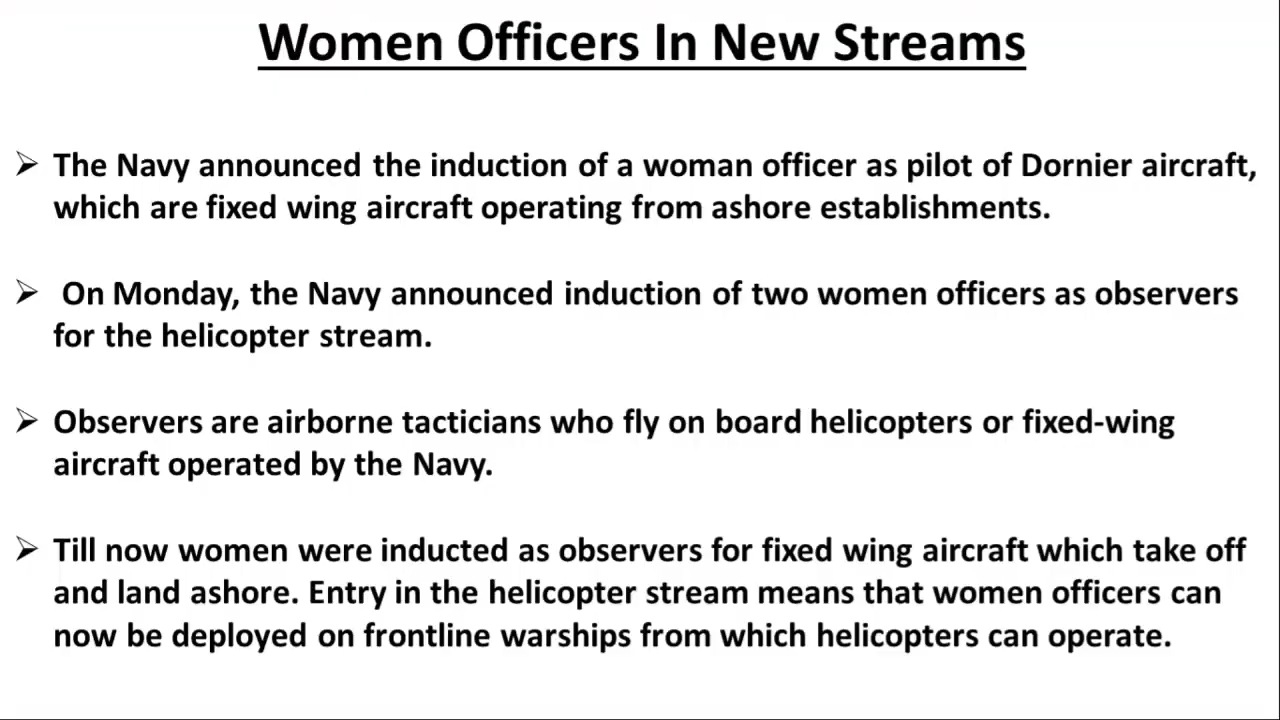 Women Officers In New Streams
➢ The Navy announced the induction of a woman officer as pilot of Dornier aircraft,
which are fixed wing aircraft operating from ashore establishments.
➢ On Monday, the Navy announced induction of two women officers as observers
for the helicopter stream.
➢ Observers are airborne tacticians who fly on board helicopters or fixed-wing
aircraft operated by the Navy.
➢ Till now women were inducted as observers for fixed wing aircraft which take off
and land ashore. Entry in the helicopter stream means that women officers can
now be deployed on frontline warships from which helicopters can operate.